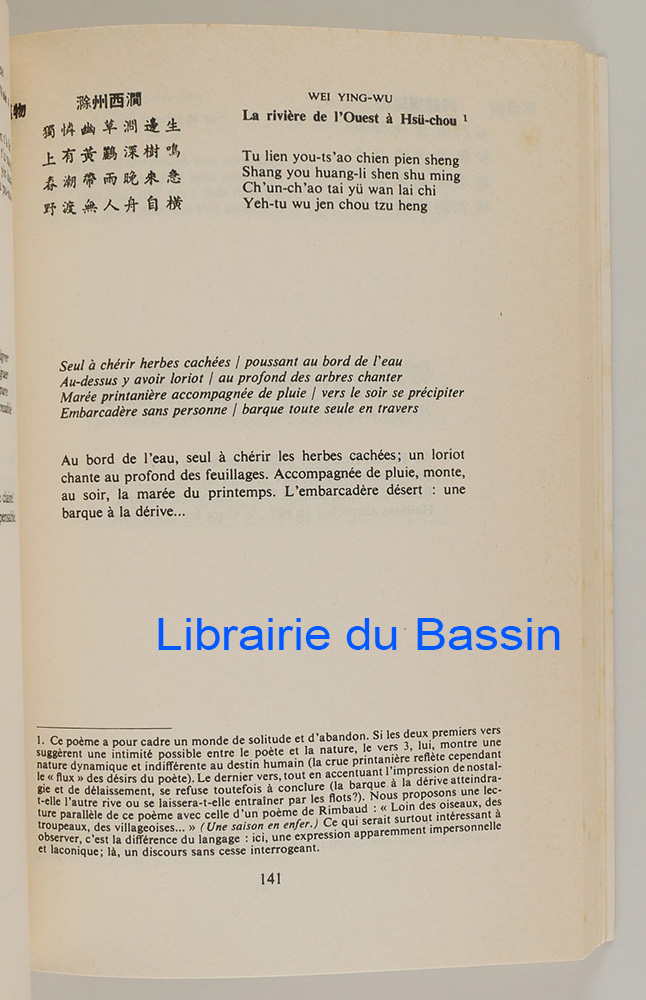 物
滁州西澗
獨憐幽草澗邊生
上有黃鸝深樹鳴
春潮帶雨晚來急
野渡無人舟自橫
WEI YING-WU
La rivière de l'Ouest à Hsü-chou ¹
Tu lien you-ts'ao chien pien sheng
Shang you huang-li shen shu ming
Ch'un-ch'ao tai yü wan lai chi
Yeh-tu wu jen chou tzu heng
Seul à chérir herbes cachées / poussant au bord de l'eau
Au-dessus y avoir loriot / au profond des arbres chanter
Marée printanière accompagnée de pluie / vers le soir se précipiter
Embarcadère sans personne / barque toute seule en travers
Au bord de l'eau, seul à chérir les herbes cachées; un loriot
chante au profond des feuillages. Accompagnée de pluie, monte,
au soir, la marée du printemps. L'embarcadère désert : une
barque à la dérive...
Librairie du Bassin
1. Ce poème a pour cadre un monde de solitude et d'abandon. Si les deux premiers vers
suggèrent une intimité possible entre le poète et la nature, le vers 3, lui, montre une
nature dynamique et indifférente au destin humain (la crue printanière reflète cependant
le « flux » des désirs du poète). Le dernier vers, tout en accentuant l'impression de nostal-
gie et de délaissement, se refuse toutefois à conclure (la barque à la dérive atteindra-
t-elle l'autre rive ou se laissera-t-elle entraîner par les flots?). Nous proposons une lec-
ture parallèle de ce poème avec celle d'un poème de Rimbaud : « Loin des oiseaux, des
troupeaux, des villageoises... » (Une saison en enfer.) Ce qui serait surtout intéressant à
observer, c'est la différence du langage : ici, une expression apparemment impersonnelle
et laconique; là, un discours sans cesse interrogeant.
141